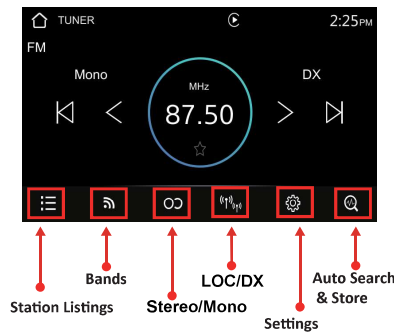 TUNER
2:25PM
FM
Mono
MHz
DX
87.50
Bands
LOC/DX
Auto Search
& Store
Station Listings
Stereo/Mono
Settings